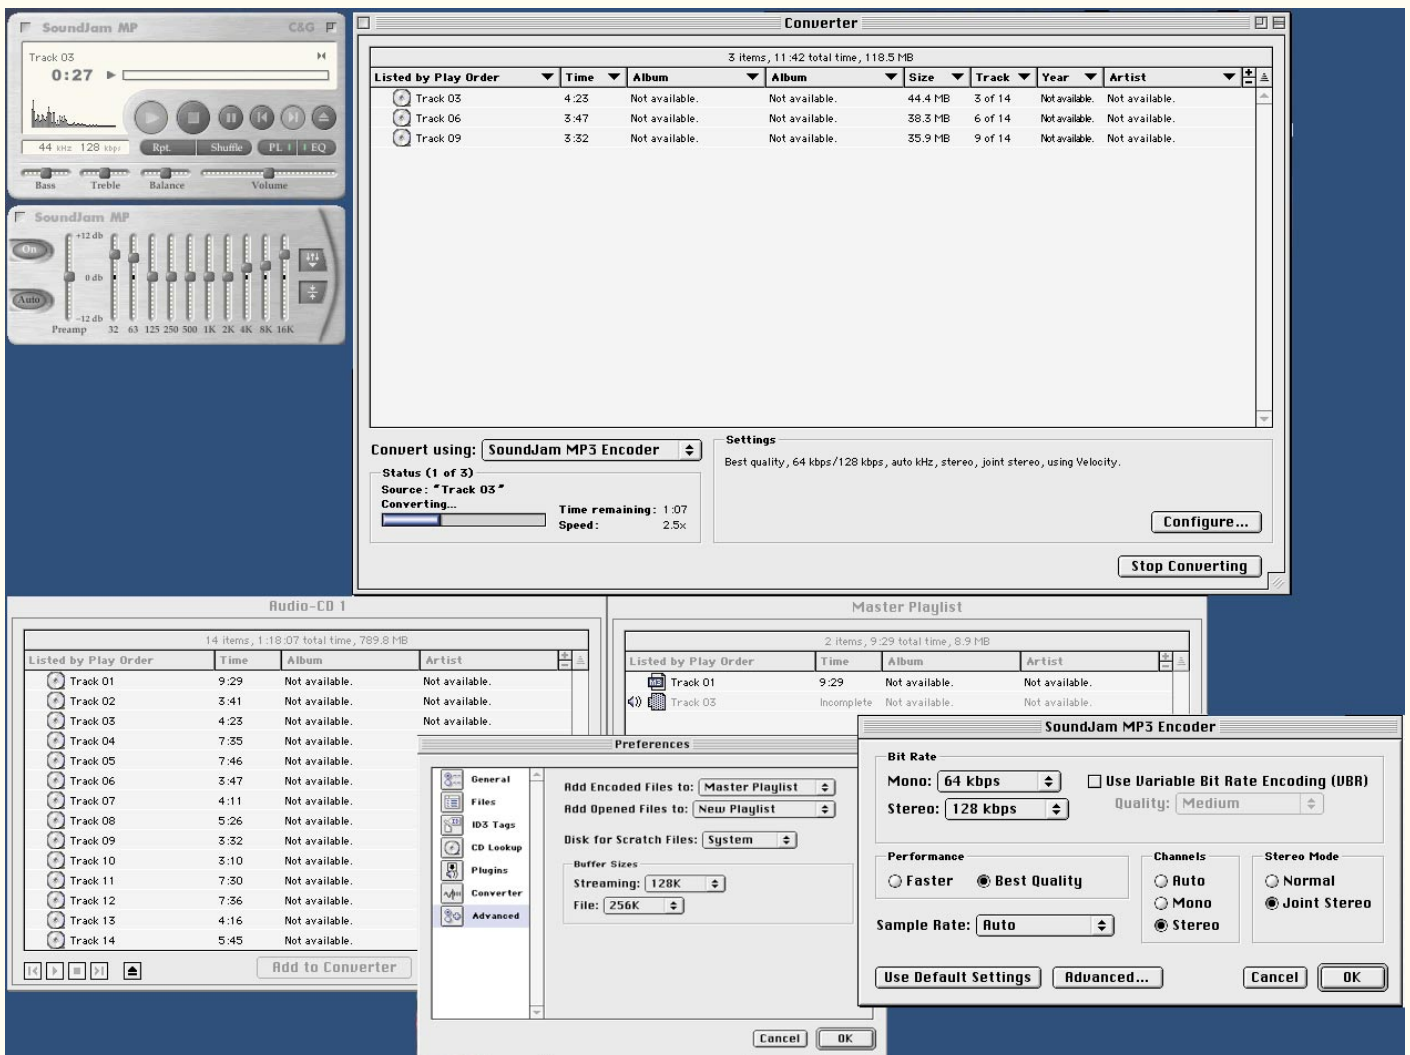 SoundJam MP C&G
Track 03
0:27
44 kHz 128 kbps Rpt. Shuffle PL EQ
Bass Treble Balance Volume
SoundJam MP
On
Auto
+12 db
0 db
-12 db
Preamp 32 63 125 250 500 1K 2K 4K 8K 16K
Converter
3 items, 11:42 total time, 118.5 MB
Listed by Play Order Time Album Album Size Track Year Artist
Track 03 4:23 Not available. Not available. 44.4 MB 3 of 14 Not available. Not available.
Track 06 3:47 Not available. Not available. 38.3 MB 6 of 14 Not available. Not available.
Track 09 3:32 Not available. Not available. 35.9 MB 9 of 14 Not available. Not available.
Convert using: SoundJam MP3 Encoder
Status (1 of 3)
Source: "Track 03"
Converting...
Time remaining: 1:07
Speed: 2.5x
Settings
Best quality, 64 kbps/128 kbps, auto kHz, stereo, joint stereo, using Velocity.
Configure...
Stop Converting
Audio-CD 1
14 items, 1:18:07 total time, 789.8 MB
Listed by Play Order Time Album Artist
Track 01 9:29 Not available. Not available.
Track 02 3:41 Not available. Not available.
Track 03 4:23 Not available. Not available.
Track 04 7:35 Not available.
Track 05 7:46 Not available.
Track 06 3:47 Not available.
Track 07 4:11 Not available.
Track 08 5:26 Not available.
Track 09 3:32 Not available.
Track 10 3:10 Not available.
Track 11 7:30 Not available.
Track 12 7:36 Not available.
Track 13 4:16 Not available.
Track 14 5:45 Not available.
Add to Converter
Master Playlist
2 items, 9:29 total time, 8.9 MB
Listed by Play Order Time Album Artist
Track 01 9:29 Not available. Not available.
Track 03 Incomplete Not available. Not available.
Preferences
General
Files
ID3 Tags
CD Lookup
Plugins
Converter
Advanced
Add Encoded Files to: Master Playlist
Add Opened Files to: New Playlist
Disk for Scratch Files: System
Buffer Sizes
Streaming: 128K
File: 256K
Cancel OK
SoundJam MP3 Encoder
Bit Rate
Mono: 64 kbps
Stereo: 128 kbps
Use Variable Bit Rate Encoding (VBR)
Quality: Medium
Performance
Faster Best Quality
Sample Rate: Auto
Channels
Auto
Mono
Stereo
Stereo Mode
Normal
Joint Stereo
Use Default Settings Advanced... Cancel OK